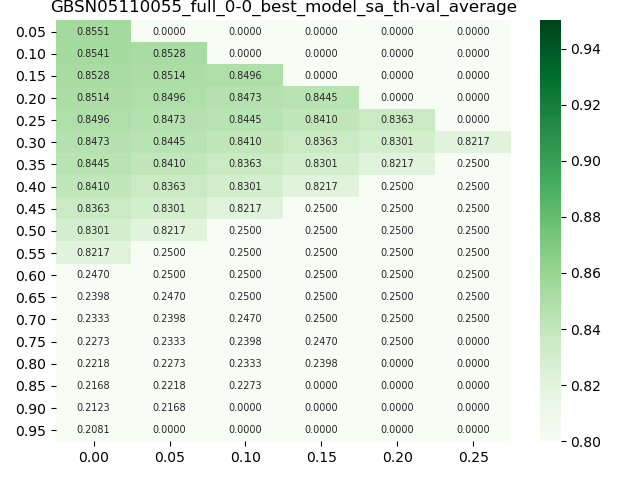 GBSN05110055_full_0-0_best_model_sa_th-val_average
0.05 0.8551 0.0000 0.0000 0.0000 0.0000 0.0000
0.10 0.8541 0.8528 0.0000 0.0000 0.0000 0.0000
0.15 0.8528 0.8514 0.8496 0.0000 0.0000 0.0000
0.20 0.8514 0.8496 0.8473 0.8445 0.0000 0.0000
0.25 0.8496 0.8473 0.8445 0.8410 0.8363 0.0000
0.30 0.8473 0.8445 0.8410 0.8363 0.8301 0.8217
0.35 0.8445 0.8410 0.8363 0.8301 0.8217 0.2500
0.40 0.8410 0.8363 0.8301 0.8217 0.2500 0.2500
0.45 0.8363 0.8301 0.8217 0.2500 0.2500 0.2500
0.50 0.8301 0.8217 0.2500 0.2500 0.2500 0.2500
0.55 0.8217 0.2500 0.2500 0.2500 0.2500 0.2500
0.60 0.2470 0.2500 0.2500 0.2500 0.2500 0.2500
0.65 0.2398 0.2470 0.2500 0.2500 0.2500 0.2500
0.70 0.2333 0.2398 0.2470 0.2500 0.2500 0.2500
0.75 0.2273 0.2333 0.2398 0.2470 0.2500 0.0000
0.80 0.2218 0.2273 0.2333 0.2398 0.0000 0.0000
0.85 0.2168 0.2218 0.2273 0.0000 0.0000 0.0000
0.90 0.2123 0.2168 0.0000 0.0000 0.0000 0.0000
0.95 0.2081 0.0000 0.0000 0.0000 0.0000 0.0000
0.00 0.05 0.10 0.15 0.20 0.25
0.94
0.92
0.90
0.88
0.86
0.84
0.82
0.80